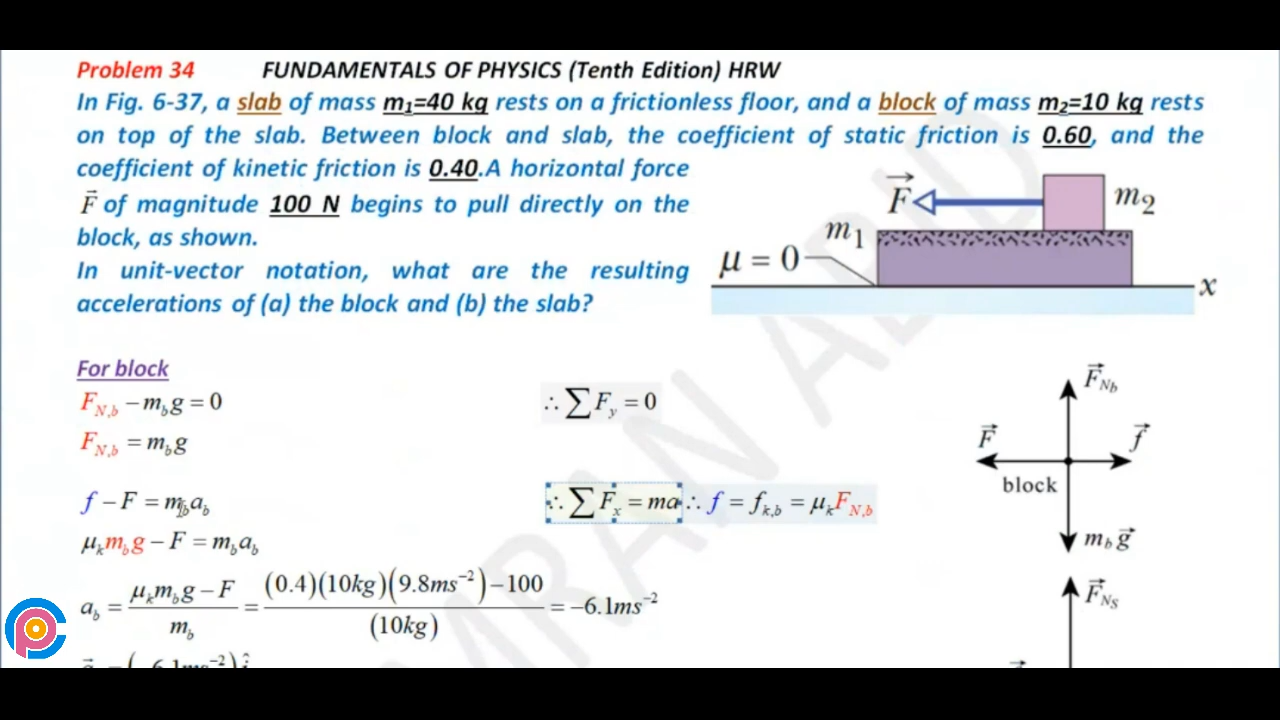 Problem 34 FUNDAMENTALS OF PHYSICS (Tenth Edition) HRW
In Fig. 6-37, a slab of mass m₁=40 kg rests on a frictionless floor, and a block of mass m₂=10 kg rests
on top of the slab. Between block and slab, the coefficient of static friction is 0.60, and the
coefficient of kinetic friction is 0.40.A horizontal force
F⃗ of magnitude 100 N begins to pull directly on the
block, as shown.
In unit-vector notation, what are the resulting
accelerations of (a) the block and (b) the slab?
F⃗
m₂
m₁
μ = 0
x
For block
F_{N,b} − m_b g = 0 ∴ ∑ F_y = 0
F_{N,b} = m_b g
f − F = m_b a_b ∴ ∑ F_x = ma ∴ f = f_{k,b} = μ_k F_{N,b}
μ_k m_b g − F = m_b a_b
a_b = (μ_k m_b g − F) / m_b = ((0.4)(10kg)(9.8ms⁻²) − 100) / (10kg) = −6.1ms⁻²
F⃗_{Nb}
F⃗
f⃗
block
m_b g⃗
F⃗_{Ns}